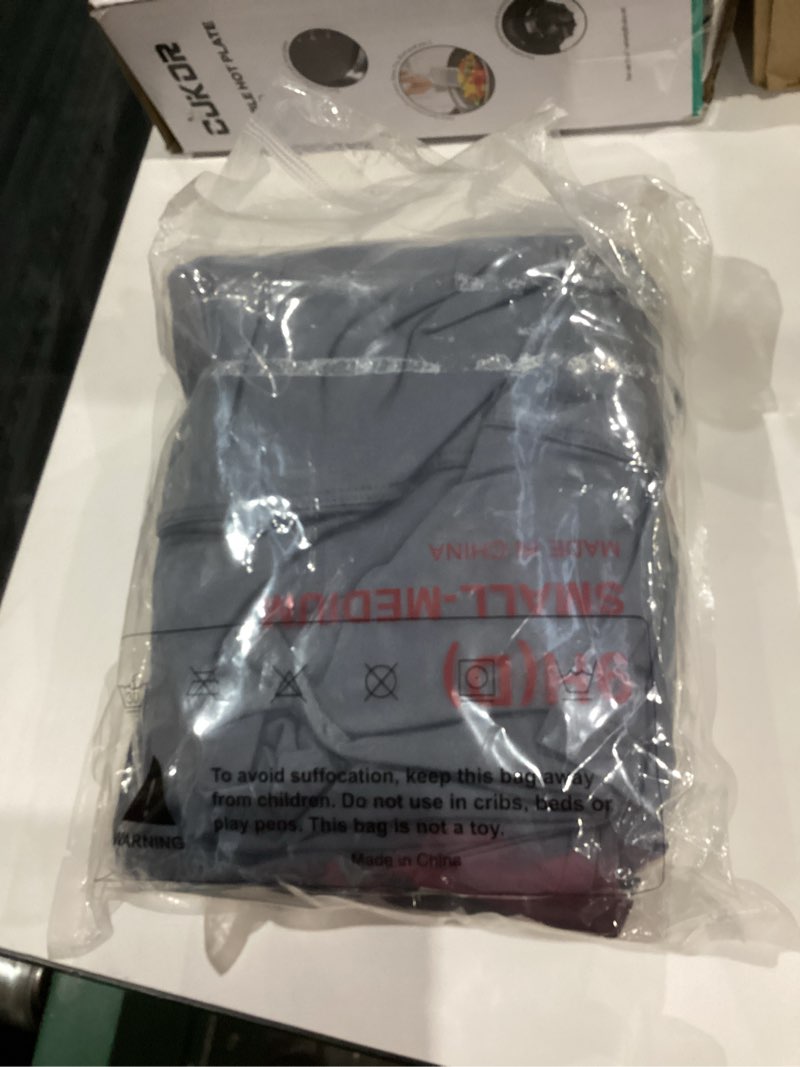 CUKOR
BLE HOT PLATE
MADE IN CHINA
SMALL-MEDIUM
To avoid suffocation, keep this bag away
from children. Do not use in cribs, beds or
play pens. This bag is not a toy.
WARNING
Made in China